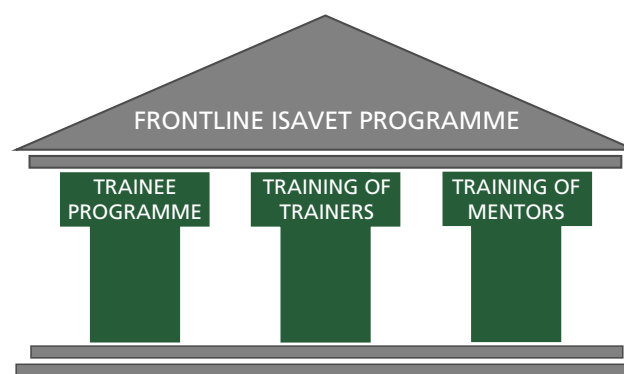 FRONTLINE ISAVET PROGRAMME
TRAINEE
PROGRAMME
TRAINING OF
TRAINERS
TRAINING OF
MENTORS